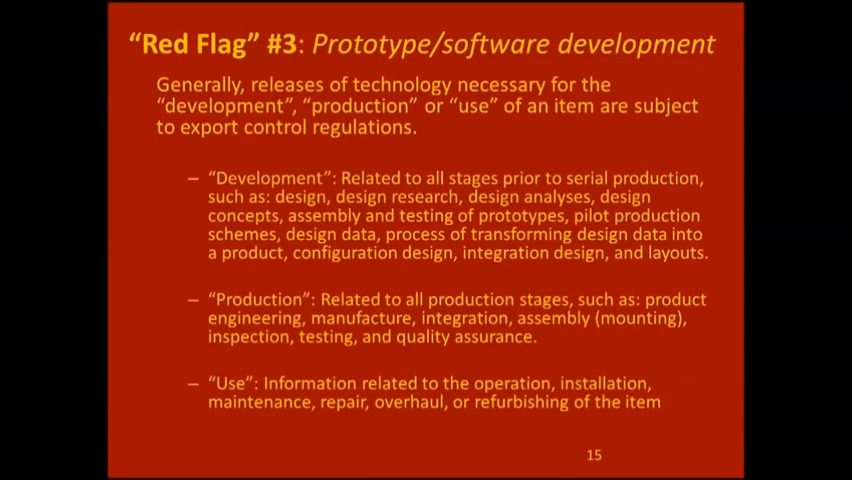 “Red Flag” #3: Prototype/software development
Generally, releases of technology necessary for the
“development”, “production” or “use” of an item are subject
to export control regulations.
– “Development”: Related to all stages prior to serial production,
such as: design, design research, design analyses, design
concepts, assembly and testing of prototypes, pilot production
schemes, design data, process of transforming design data into
a product, configuration design, integration design, and layouts.
– “Production”: Related to all production stages, such as: product
engineering, manufacture, integration, assembly (mounting),
inspection, testing, and quality assurance.
– “Use”: Information related to the operation, installation,
maintenance, repair, overhaul, or refurbishing of the item
15